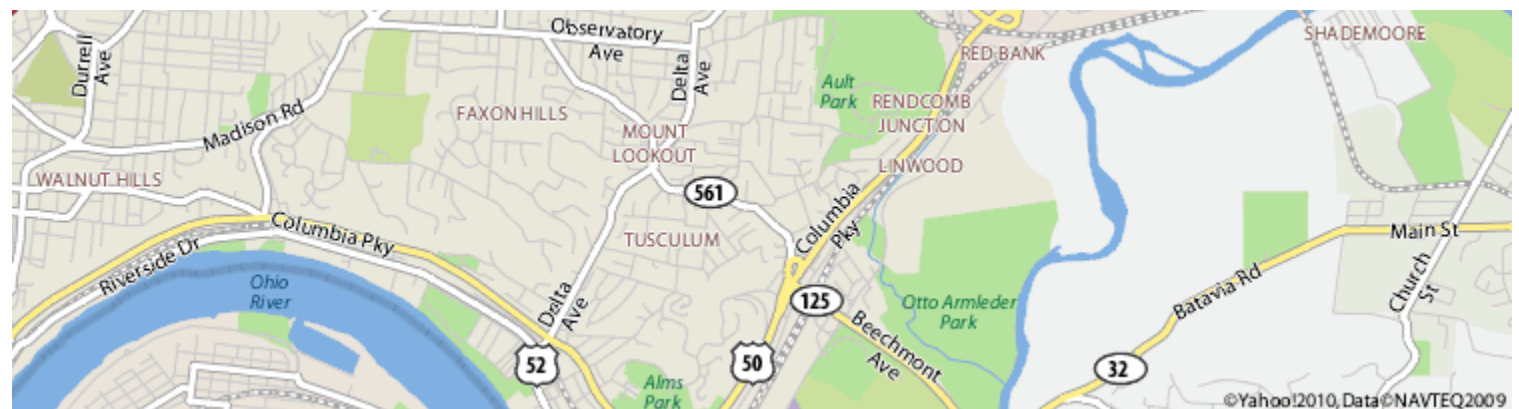 Observatory
Ave
Durrell
Ave
Delta
Ave
RED BANK
SHADEMOORE
Ault
Park
RENDCOMB
JUNCTION
Madison Rd
FAXON HILLS
MOUNT
LOOKOUT
LINWOOD
WALNUT HILLS
561
Columbia
Pky
Columbia Pky
TUSCULUM
Main St
Riverside Dr
Ohio
River
Delta
Ave
125
Otto Armleder
Park
Batavia Rd
Church
St
Beechmont
Ave
52
50
32
Alms
Park
©Yahoo!2010, Data©NAVTEQ2009